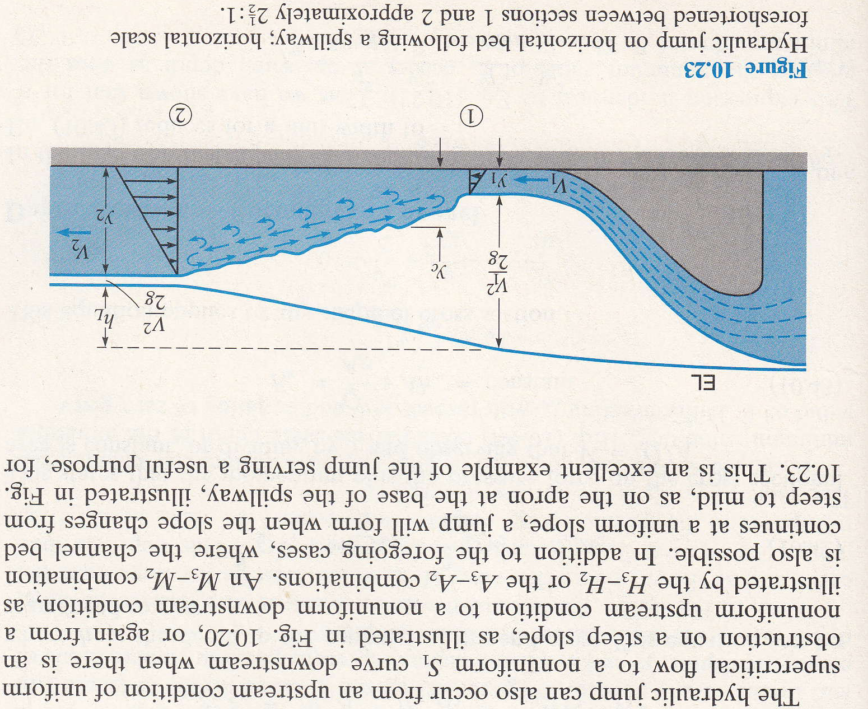 The hydraulic jump can also occur from an upstream condition of uniform
supercritical flow to a nonuniform S₁ curve downstream when there is an
obstruction on a steep slope, as illustrated in Fig. 10.20, or again from a
nonuniform upstream condition to a nonuniform downstream condition, as
illustrated by the H₃–H₂ or the A₃–A₂ combinations. An M₃–M₂ combination
is also possible. In addition to the foregoing cases, where the channel bed
continues at a uniform slope, a jump will form when the slope changes from
steep to mild, as on the apron at the base of the spillway, illustrated in Fig.
10.23. This is an excellent example of the jump serving a useful purpose, for
EL
h_L
V₂²/2g
V₁²/2g
y_c
V₂
y₂
y₁
V₁
① ②
Figure 10.23
Hydraulic jump on horizontal bed following a spillway; horizontal scale
foreshortened between sections 1 and 2 approximately 2½:1.